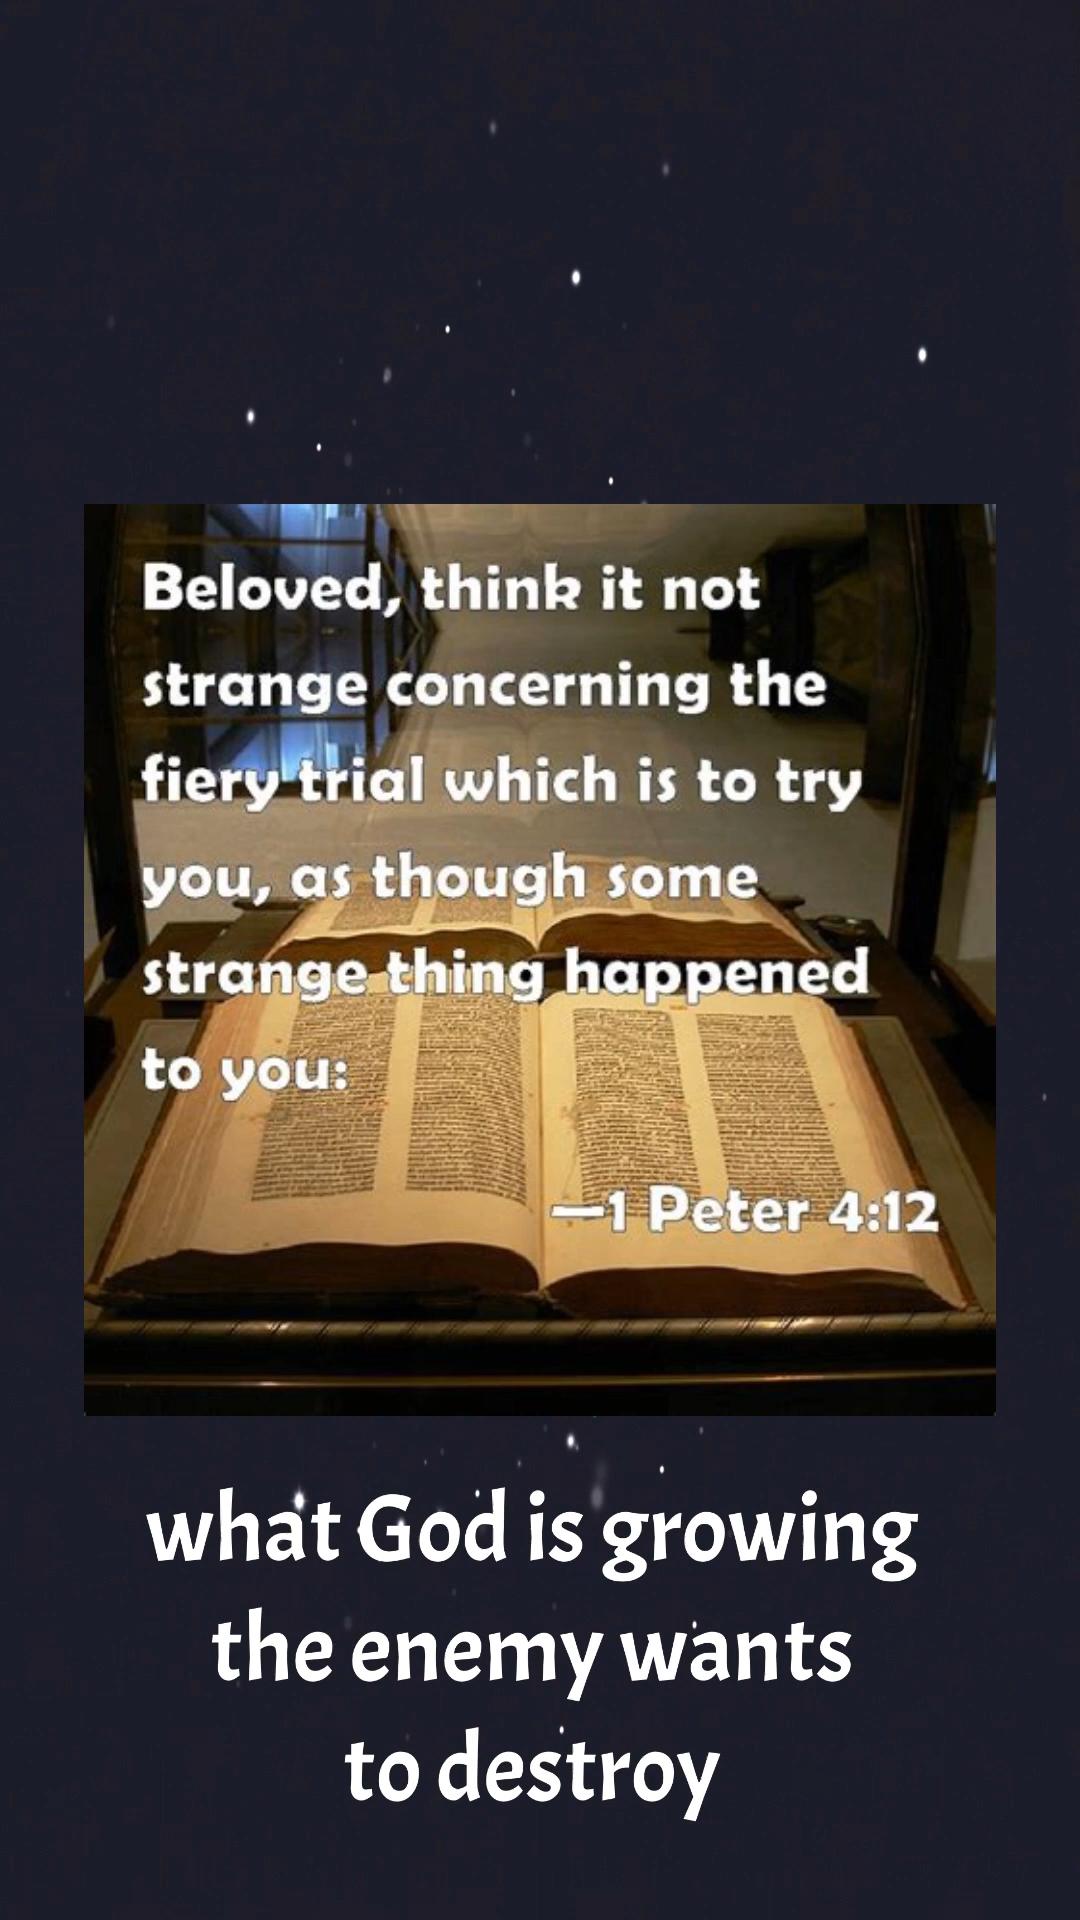 Beloved, think it not
strange concerning the
fiery trial which is to try
you, as though some
strange thing happened
to you:
—1 Peter 4:12
what God is growing
the enemy wants
to destroy